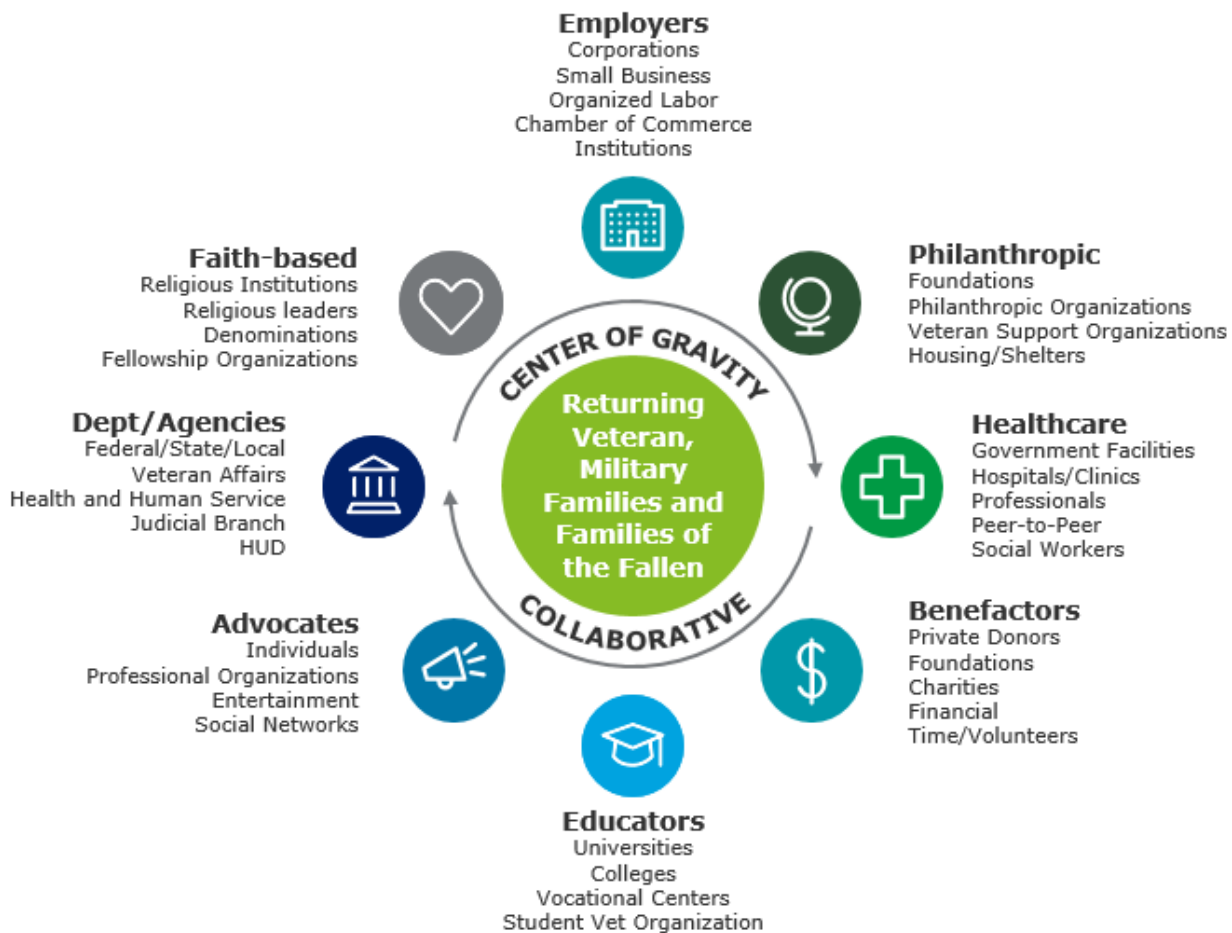 Employers
Corporations
Small Business
Organized Labor
Chamber of Commerce
Institutions
Faith-based
Religious Institutions
Religious leaders
Denominations
Fellowship Organizations
Philanthropic
Foundations
Philanthropic Organizations
Veteran Support Organizations
Housing/Shelters
CENTER OF GRAVITY
Returning
Veteran,
Military
Families and
Families of
the Fallen
COLLABORATIVE
Dept/Agencies
Federal/State/Local
Veteran Affairs
Health and Human Service
Judicial Branch
HUD
Healthcare
Government Facilities
Hospitals/Clinics
Professionals
Peer-to-Peer
Social Workers
Advocates
Individuals
Professional Organizations
Entertainment
Social Networks
Benefactors
Private Donors
Foundations
Charities
Financial
Time/Volunteers
$
Educators
Universities
Colleges
Vocational Centers
Student Vet Organization